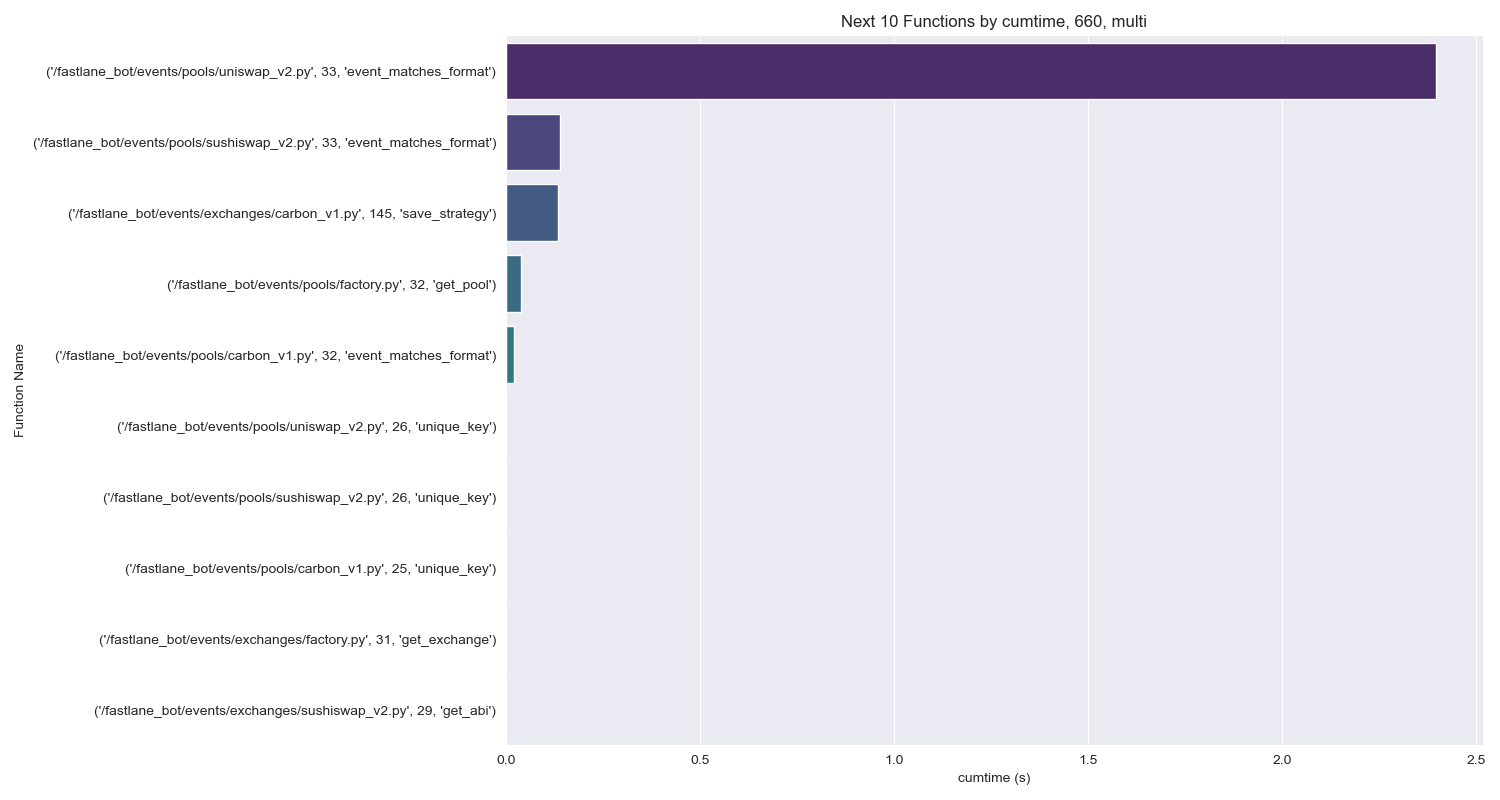 Next 10 Functions by cumtime, 660, multi
('/fastlane_bot/events/pools/uniswap_v2.py', 33, 'event_matches_format')
('/fastlane_bot/events/pools/sushiswap_v2.py', 33, 'event_matches_format')
('/fastlane_bot/events/exchanges/carbon_v1.py', 145, 'save_strategy')
('/fastlane_bot/events/pools/factory.py', 32, 'get_pool')
('/fastlane_bot/events/pools/carbon_v1.py', 32, 'event_matches_format')
('/fastlane_bot/events/pools/uniswap_v2.py', 26, 'unique_key')
('/fastlane_bot/events/pools/sushiswap_v2.py', 26, 'unique_key')
('/fastlane_bot/events/pools/carbon_v1.py', 25, 'unique_key')
('/fastlane_bot/events/exchanges/factory.py', 31, 'get_exchange')
('/fastlane_bot/events/exchanges/sushiswap_v2.py', 29, 'get_abi')
Function Name
0.0 0.5 1.0 1.5 2.0 2.5
cumtime (s)